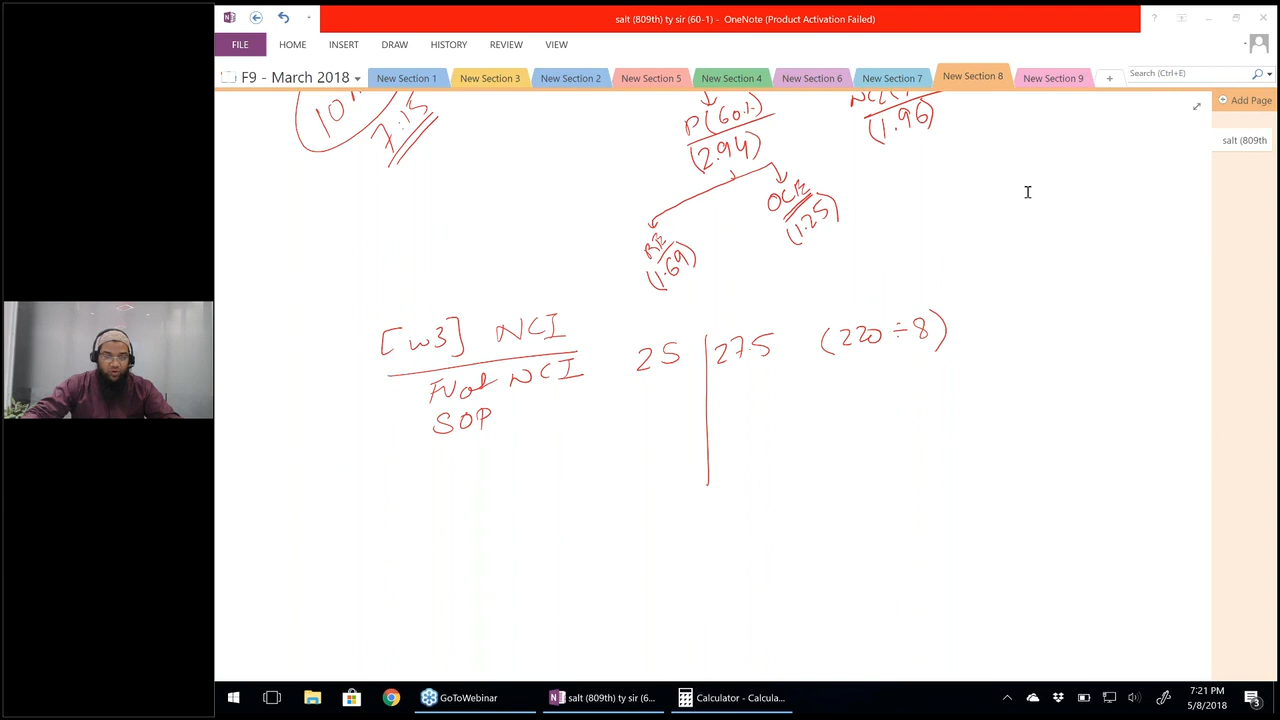 salt (809th) ty sir (60-1) - OneNote (Product Activation Failed)
FILE HOME INSERT DRAW HISTORY REVIEW VIEW
F9 - March 2018 New Section 1 New Section 3 New Section 2 New Section 5 New Section 4 New Section 6 New Section 7 New Section 8 New Section 9 Search (Ctrl+E)
Add Page
salt (809th
7.15
P(60%)
(2.94)
NCI
(1.96)
RE
(1.69)
OCE
(1.25)
[W3] NCI
FV of NCI 25 27.5 (220÷8)
SOP
GoToWebinar salt (809th) ty sir (6... Calculator - Calcula...
7:21 PM
5/8/2018
3